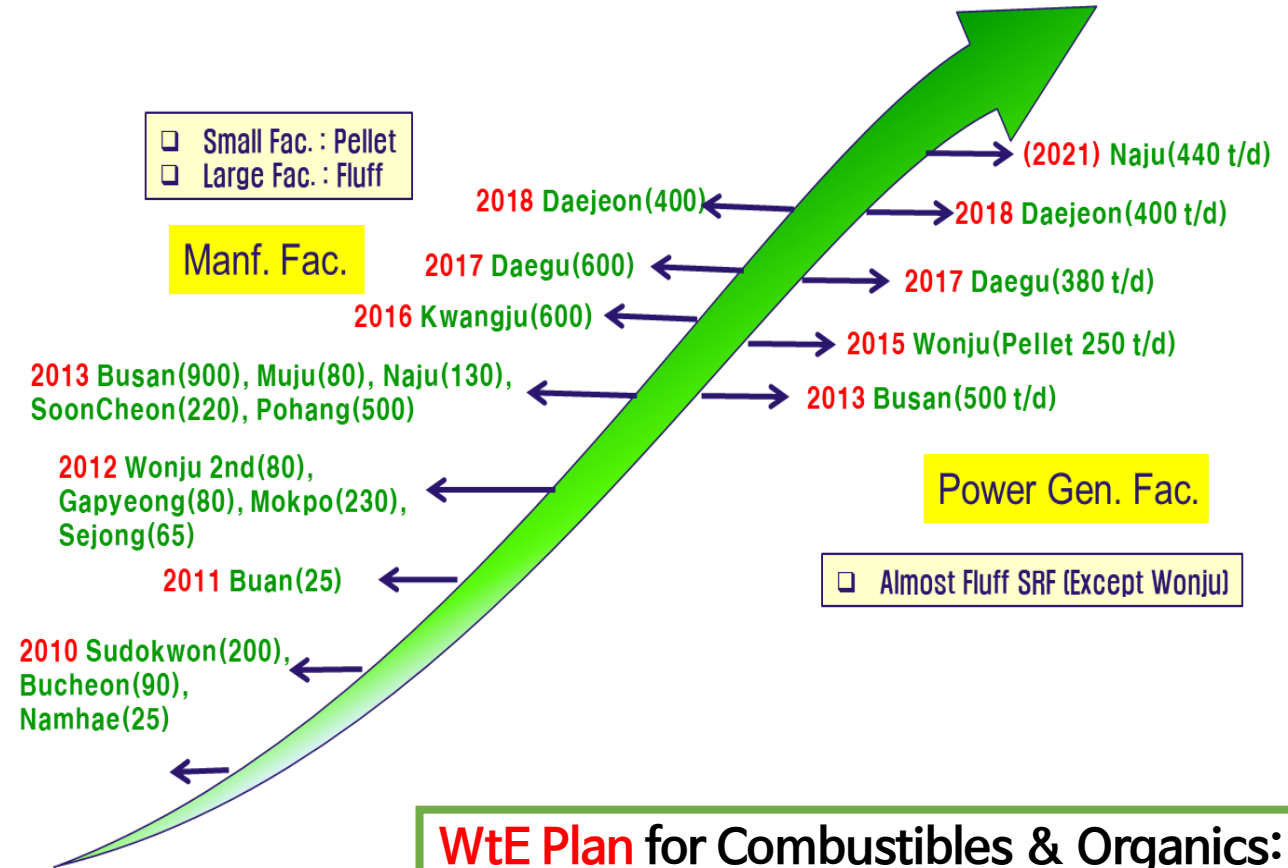 ❑ Small Fac. : Pellet
❑ Large Fac. : Fluff
Manf. Fac.
2018 Daejeon(400)
2017 Daegu(600)
2016 Kwangju(600)
2013 Busan(900), Muju(80), Naju(130),
SoonCheon(220), Pohang(500)
2012 Wonju 2nd(80),
Gapyeong(80), Mokpo(230),
Sejong(65)
2011 Buan(25)
2010 Sudokwon(200),
Bucheon(90),
Namhae(25)
(2021) Naju(440 t/d)
2018 Daejeon(400 t/d)
2017 Daegu(380 t/d)
2015 Wonju(Pellet 250 t/d)
2013 Busan(500 t/d)
Power Gen. Fac.
❑ Almost Fluff SRF (Except Wonju)
WtE Plan for Combustibles & Organics: